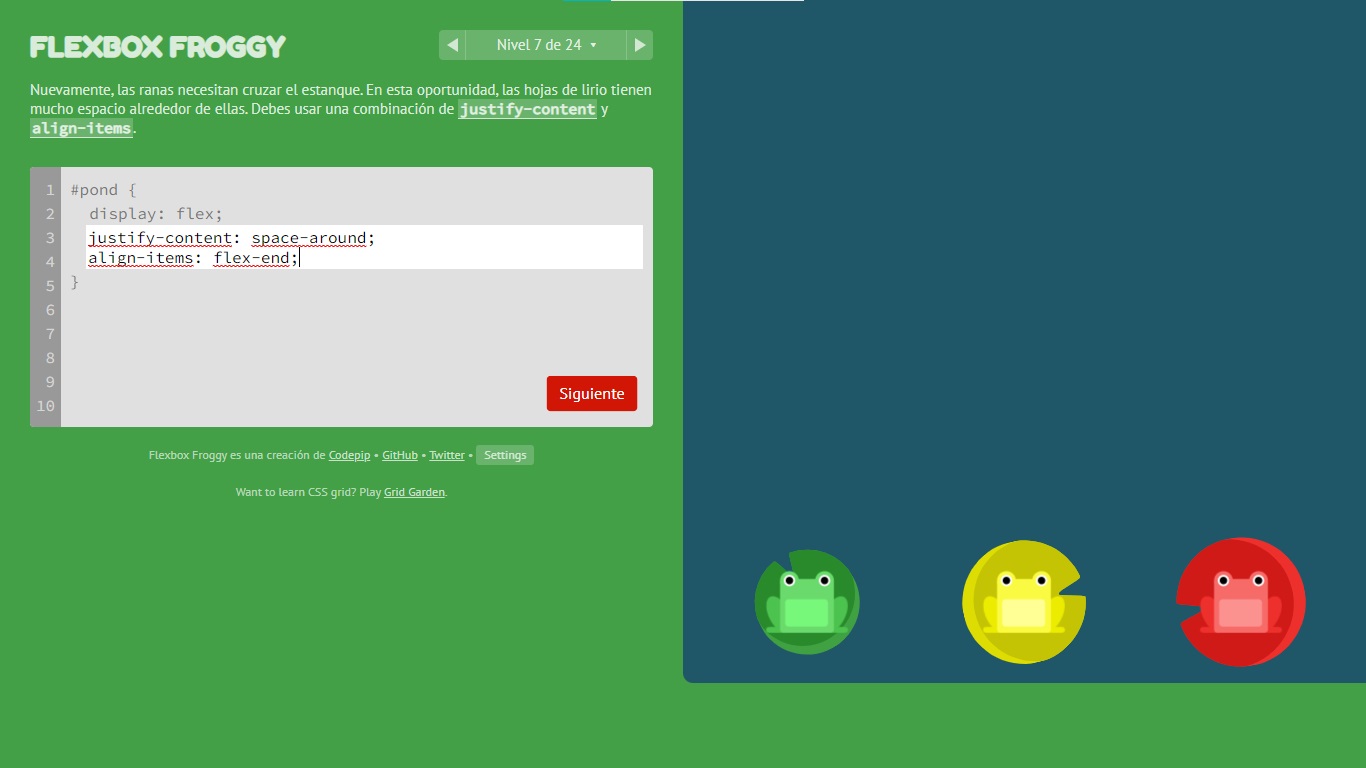 FLEXBOX FROGGY
Nivel 7 de 24
Nuevamente, las ranas necesitan cruzar el estanque. En esta oportunidad, las hojas de lirio tienen
mucho espacio alrededor de ellas. Debes usar una combinación de justify-content y
align-items.
1 #pond {
2 display: flex;
3 justify-content: space-around;
4 align-items: flex-end;
5 }
6
7
8
9
10
Siguiente
Flexbox Froggy es una creación de Codepip • GitHub • Twitter • Settings
Want to learn CSS grid? Play Grid Garden.